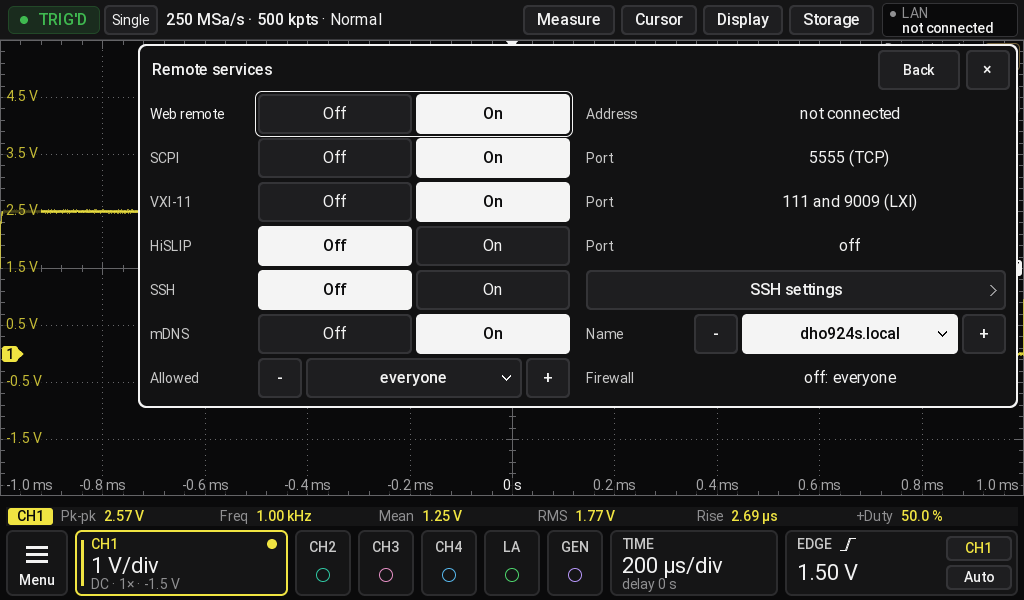 TRIG'D Single 250 MSa/s · 500 kpts · Normal Measure Cursor Display Storage LAN
not connected
Remote services Back ×
Web remote Off On Address not connected
SCPI Off On Port 5555 (TCP)
VXI-11 Off On Port 111 and 9009 (LXI)
HiSLIP Off On Port off
SSH Off On SSH settings
mDNS Off On Name - dho924s.local +
Allowed - everyone + Firewall off: everyone
4.5 V
3.5 V
2.5 V
1.5 V
0.5 V
1
-0.5 V
-1.5 V
-1.0 ms -0.8 ms -0.6 ms -0.4 ms -0.2 ms 0 s 0.2 ms 0.4 ms 0.6 ms 0.8 ms 1.0 ms
CH1 Pk-pk 2.57 V Freq 1.00 kHz Mean 1.25 V RMS 1.77 V Rise 2.69 µs +Duty 50.0 %
Menu
CH1
1 V/div
DC · 1× · -1.5 V
CH2 CH3 CH4 LA GEN
TIME
200 µs/div
delay 0 s
EDGE CH1
1.50 V Auto